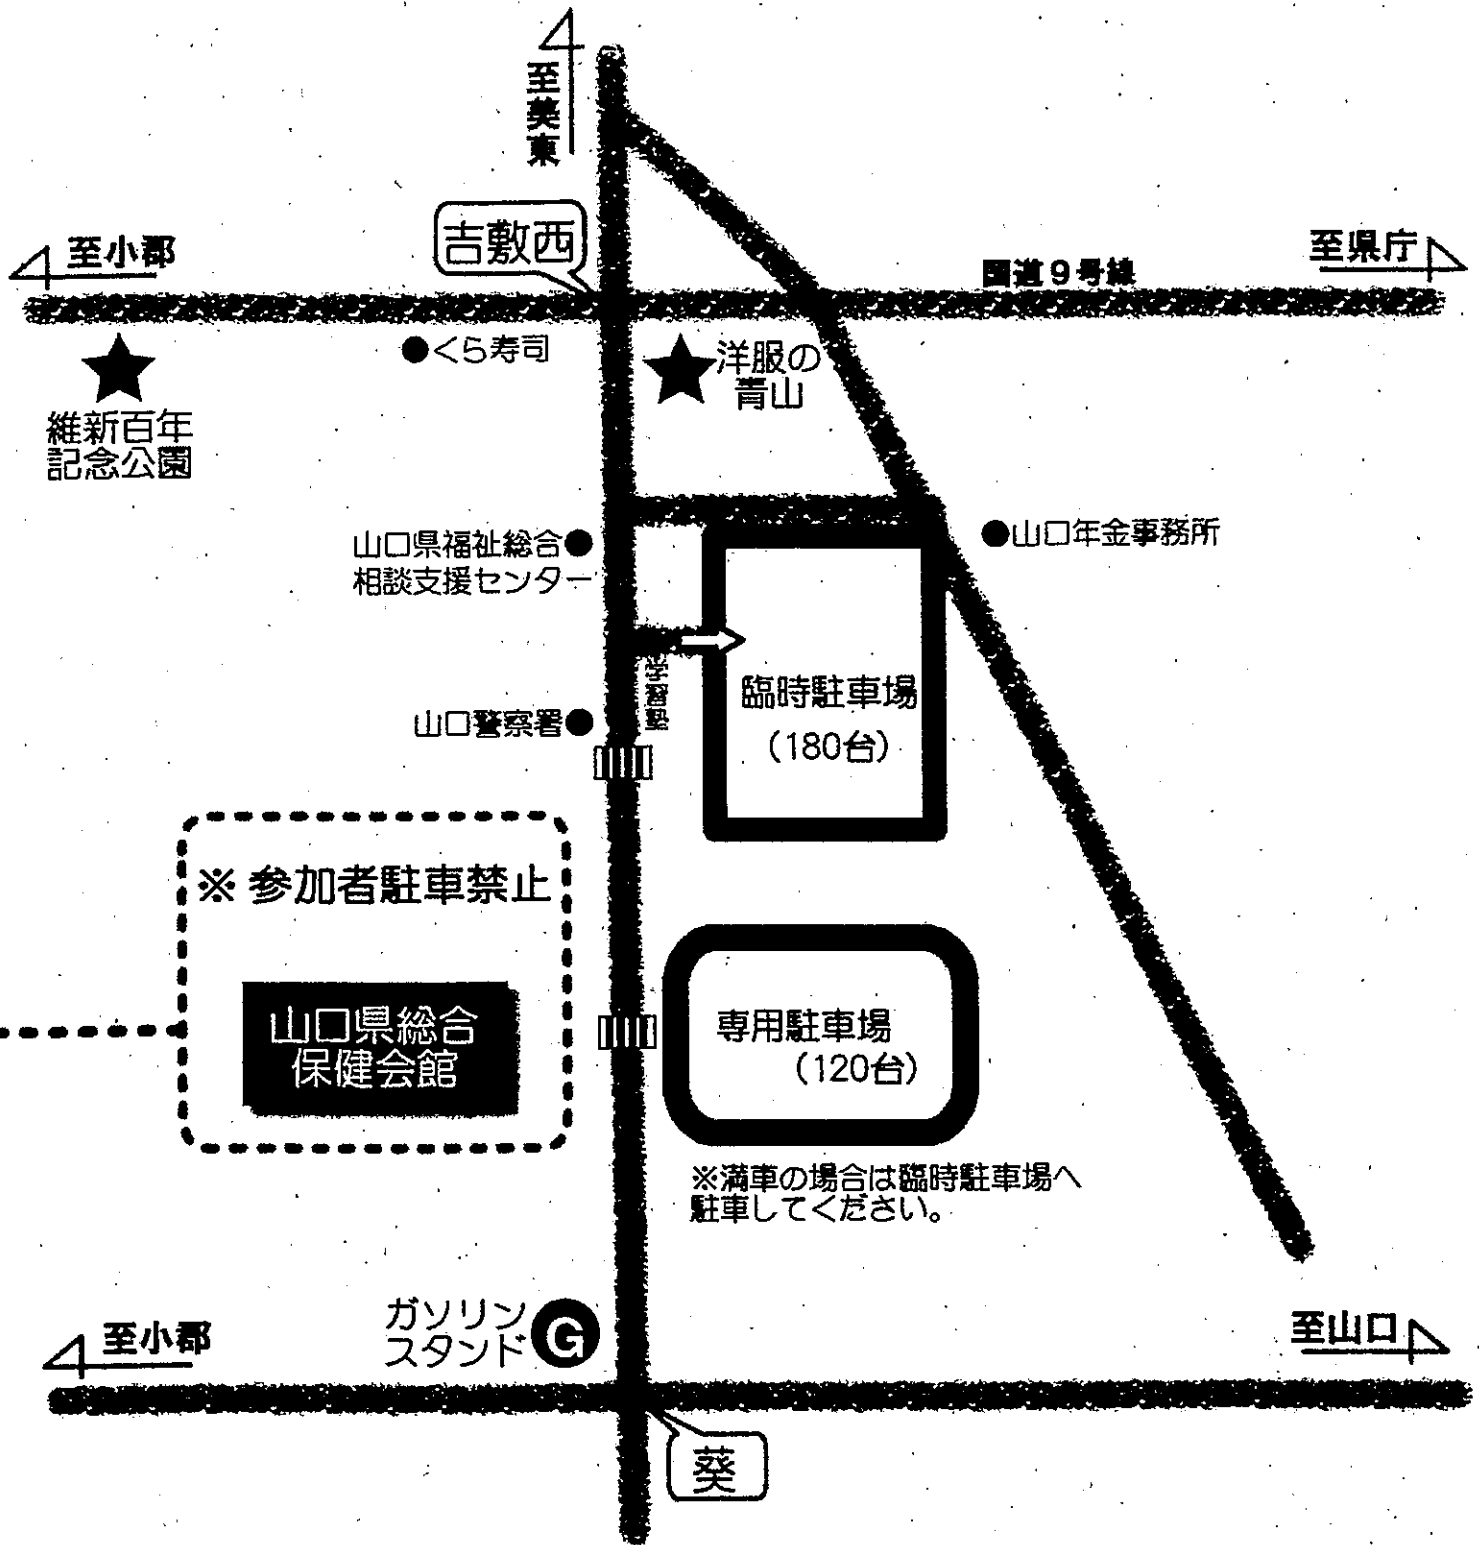 至美東
吉敷西
至小郡
国道9号線
至県庁
くら寿司
洋服の
青山
維新百年
記念公園
山口県福祉総合
相談支援センター
山口年金事務所
学習塾
臨時駐車場
(180台)
山口警察署
※参加者駐車禁止
山口県総合
保健会館
専用駐車場
(120台)
※満車の場合は臨時駐車場へ
駐車してください。
ガソリン
スタンド
G
至小郡
至山口
葵